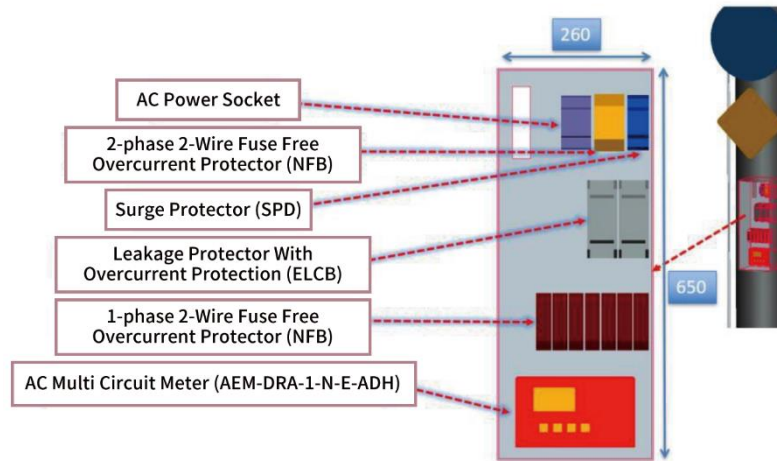 260
AC Power Socket
2-phase 2-Wire Fuse Free
Overcurrent Protector (NFB)
Surge Protector (SPD)
Leakage Protector With
Overcurrent Protection (ELCB)
650
1-phase 2-Wire Fuse Free
Overcurrent Protector (NFB)
AC Multi Circuit Meter (AEM-DRA-1-N-E-ADH)